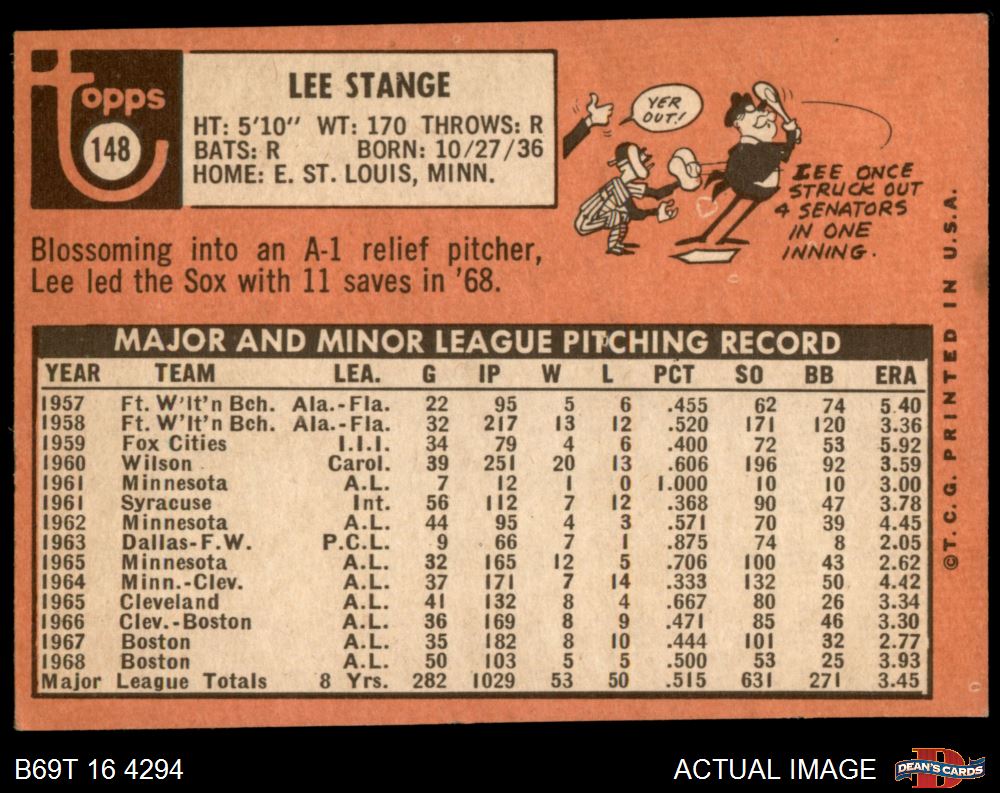 topps
148
LEE STANGE
HT: 5'10" WT: 170 THROWS: R
BATS: R BORN: 10/27/36
HOME: E. ST. LOUIS, MINN.
YER
OUT!
LEE ONCE
STRUCK OUT
4 SENATORS
IN ONE
INNING.
Blossoming into an A-1 relief pitcher,
Lee led the Sox with 11 saves in '68.
MAJOR AND MINOR LEAGUE PITCHING RECORD
YEAR TEAM LEA. G IP W L PCT SO BB ERA
1957 Ft. W'lt'n Bch. Ala.-Fla. 22 95 5 6 .455 62 74 5.40
1958 Ft. W'lt'n Bch. Ala.-Fla. 32 217 13 12 .520 171 120 3.36
1959 Fox Cities I.I.I. 34 79 4 6 .400 72 53 5.92
1960 Wilson Carol. 39 251 20 13 .606 196 92 3.59
1961 Minnesota A.L. 7 12 1 0 1.000 10 10 3.00
1961 Syracuse Int. 56 112 7 12 .368 90 47 3.78
1962 Minnesota A.L. 44 95 4 3 .571 70 39 4.45
1963 Dallas-F.W. P.C.L. 9 66 7 1 .875 74 8 2.05
1965 Minnesota A.L. 32 165 12 5 .706 100 43 2.62
1964 Minn.-Clev. A.L. 37 171 7 14 .333 132 50 4.42
1965 Cleveland A.L. 41 132 8 4 .667 80 26 3.34
1966 Clev.-Boston A.L. 36 169 8 9 .471 85 46 3.30
1967 Boston A.L. 35 182 8 10 .444 101 32 2.77
1968 Boston A.L. 50 103 5 5 .500 53 25 3.93
Major League Totals 8 Yrs. 282 1029 53 50 .515 631 271 3.45
©T.C.G. PRINTED IN U.S.A.
B69T 16 4294
ACTUAL IMAGE
DEAN'S CARDS